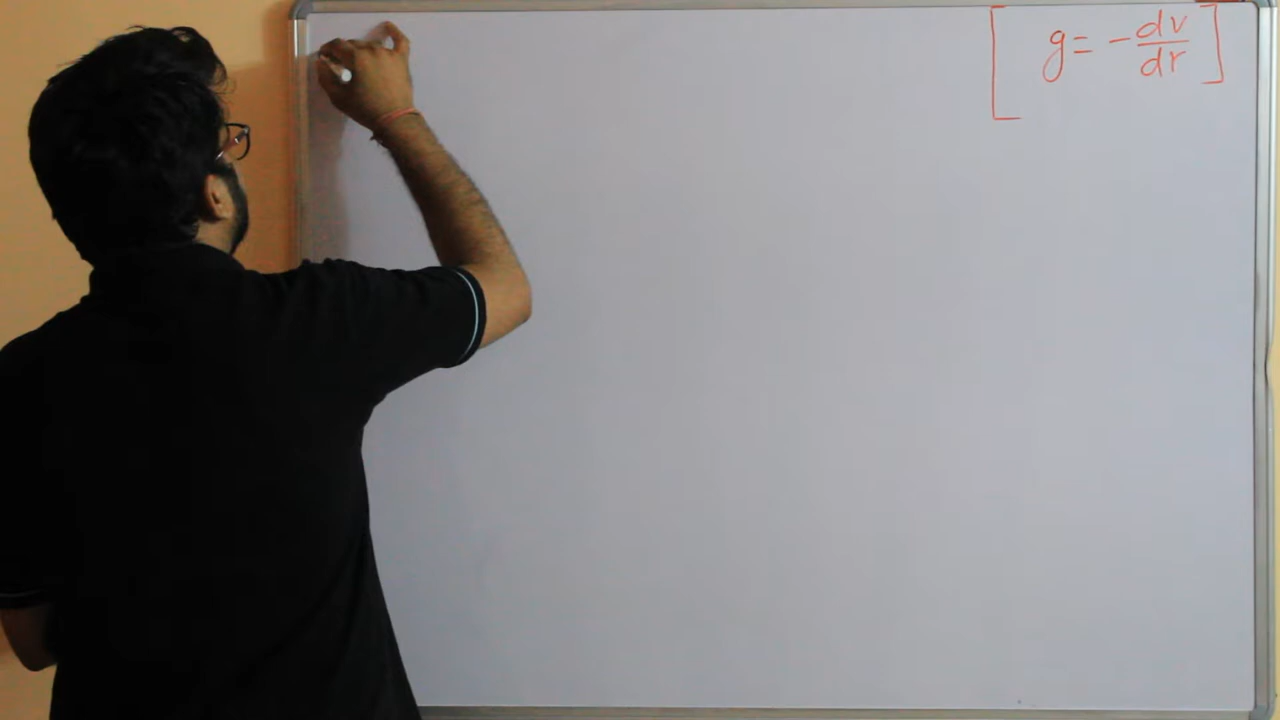 [ g = - dv/dr ]